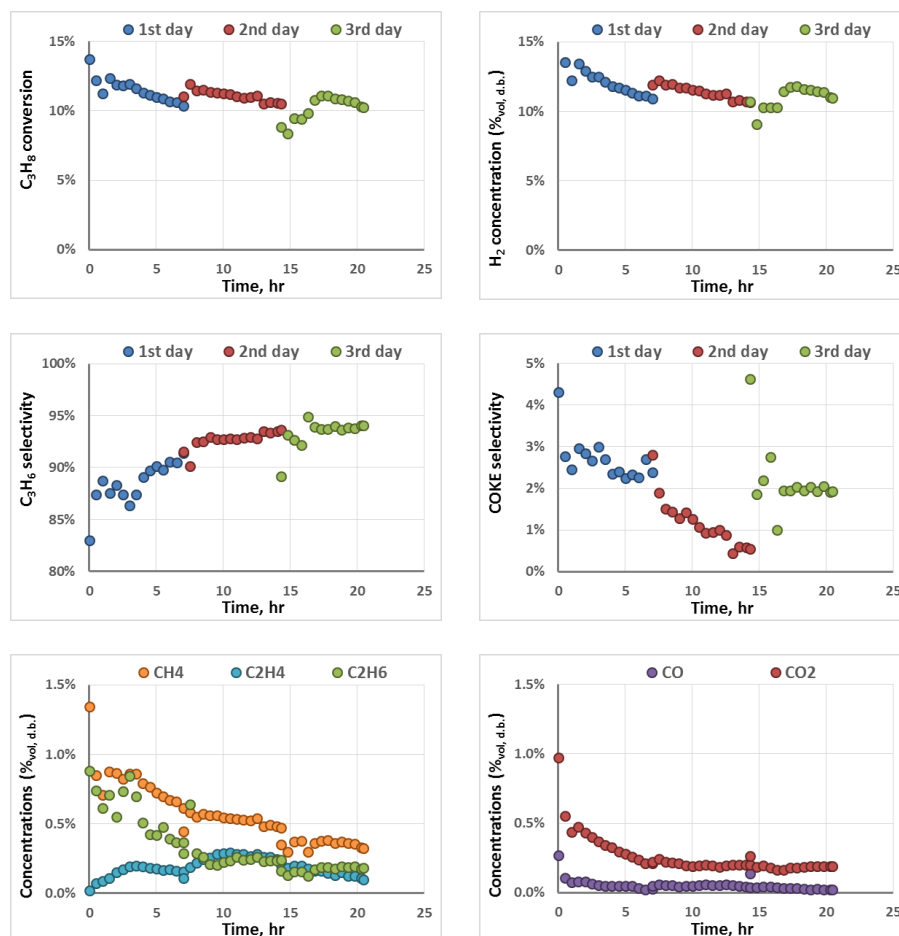 1st day 2nd day 3rd day
C₃H₈ conversion
15%
10%
5%
0%
0 5 10 15 20 25
Time, hr
1st day 2nd day 3rd day
H₂ concentration (%vol, d.b.)
15%
10%
5%
0%
0 5 10 15 20 25
Time, hr
1st day 2nd day 3rd day
C₃H₆ selectivity
100%
95%
90%
85%
80%
0 5 10 15 20 25
Time, hr
1st day 2nd day 3rd day
COKE selectivity
5%
4%
3%
2%
1%
0%
0 5 10 15 20 25
Time, hr
CH4 C2H4 C2H6
Concentrations (%vol, d.b.)
1.5%
1.0%
0.5%
0.0%
0 5 10 15 20 25
Time, hr
CO CO2
Concentrations (%vol, d.b.)
1.5%
1.0%
0.5%
0.0%
0 5 10 15 20 25
Time, hr